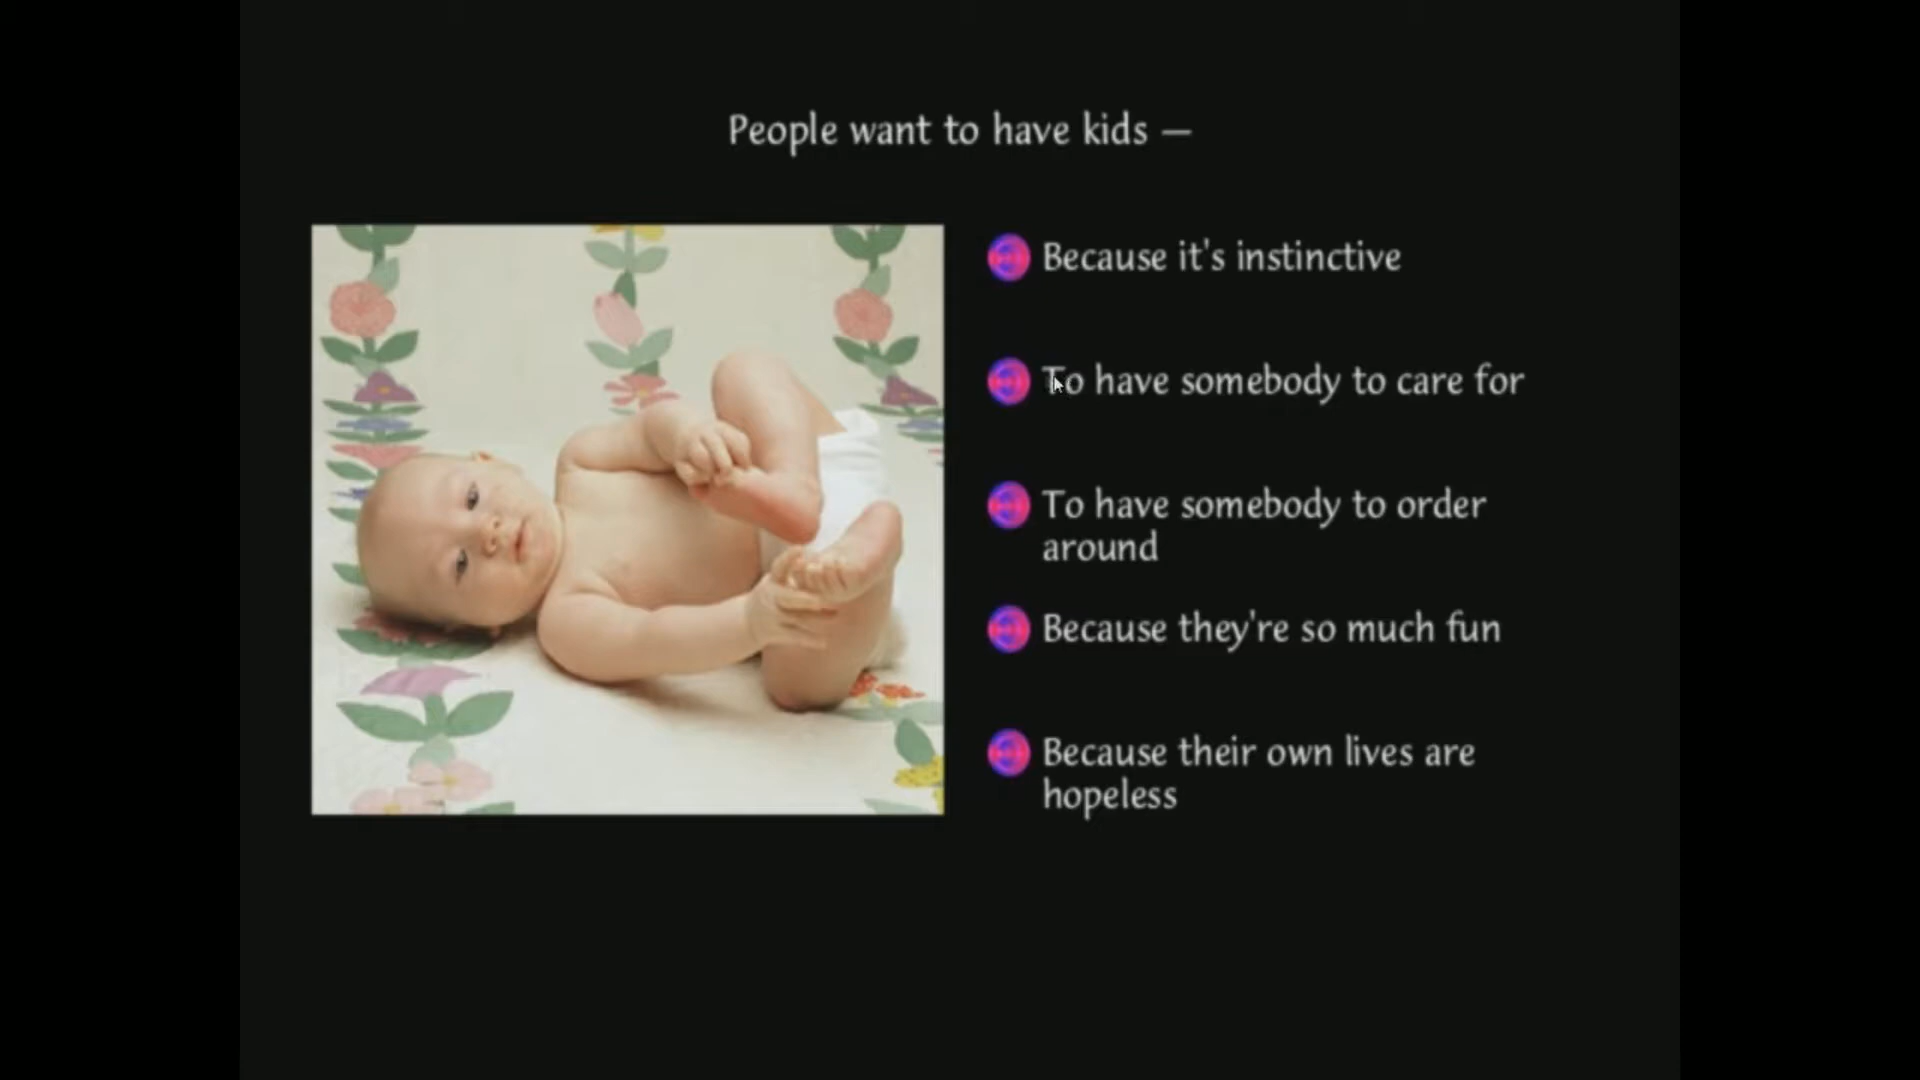 People want to have kids —
Because it's instinctive
To have somebody to care for
To have somebody to order
around
Because they're so much fun
Because their own lives are
hopeless